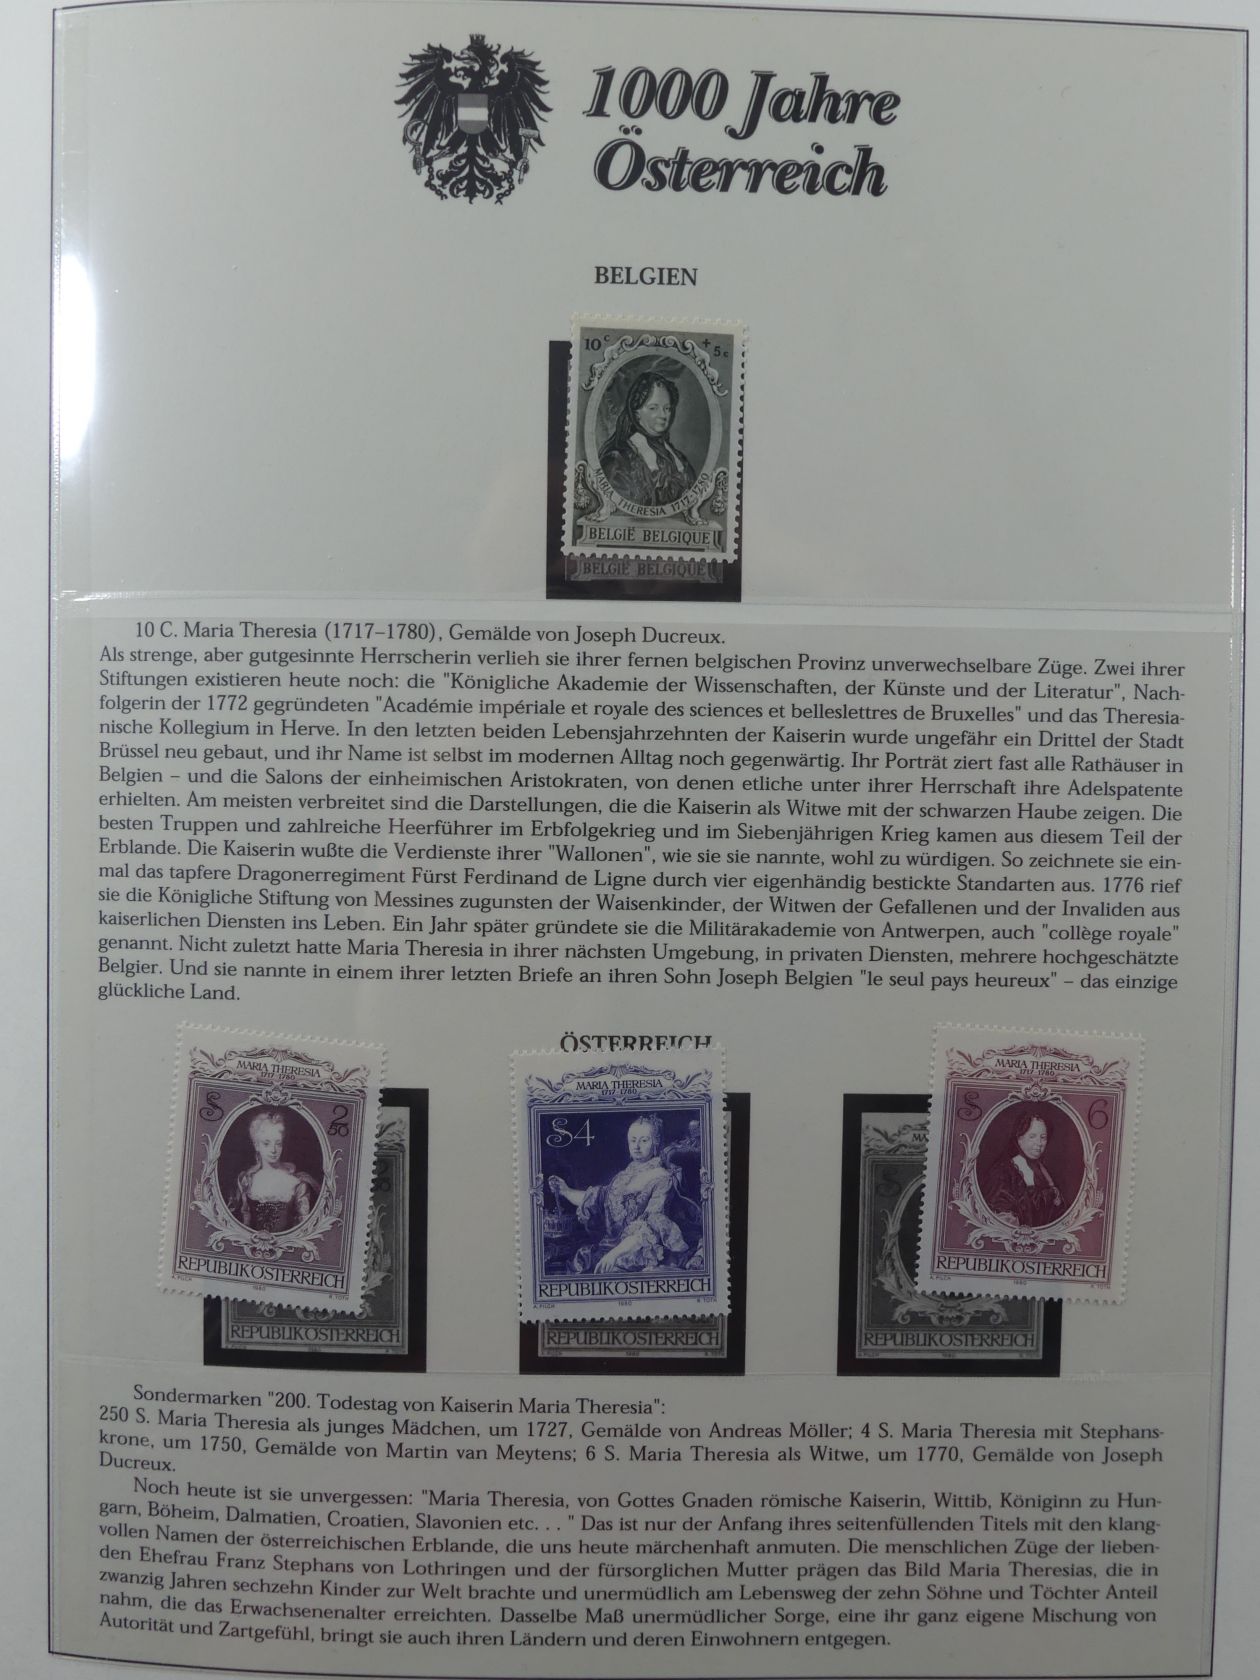 1000 Jahre
Österreich
BELGIEN
10 c + 5 c
MARIA THERESIA 1717-1780
BELGIË BELGIQUE
BELGIË BELGIQUE
10 C. Maria Theresia (1717–1780), Gemälde von Joseph Ducreux.
Als strenge, aber gutgesinnte Herrscherin verlieh sie ihrer fernen belgischen Provinz unverwechselbare Züge. Zwei ihrer
Stiftungen existieren heute noch: die "Königliche Akademie der Wissenschaften, der Künste und der Literatur", Nach-
folgerin der 1772 gegründeten "Académie impériale et royale des sciences et belleslettres de Bruxelles" und das Theresia-
nische Kollegium in Herve. In den letzten beiden Lebensjahrzehnten der Kaiserin wurde ungefähr ein Drittel der Stadt
Brüssel neu gebaut, und ihr Name ist selbst im modernen Alltag noch gegenwärtig. Ihr Porträt ziert fast alle Rathäuser in
Belgien – und die Salons der einheimischen Aristokraten, von denen etliche unter ihrer Herrschaft ihre Adelspatente
erhielten. Am meisten verbreitet sind die Darstellungen, die die Kaiserin als Witwe mit der schwarzen Haube zeigen. Die
besten Truppen und zahlreiche Heerführer im Erbfolgekrieg und im Siebenjährigen Krieg kamen aus diesem Teil der
Erblande. Die Kaiserin wußte die Verdienste ihrer "Wallonen", wie sie sie nannte, wohl zu würdigen. So zeichnete sie ein-
mal das tapfere Dragonerregiment Fürst Ferdinand de Ligne durch vier eigenhändig bestickte Standarten aus. 1776 rief
sie die Königliche Stiftung von Messines zugunsten der Waisenkinder, der Witwen der Gefallenen und der Invaliden aus
kaiserlichen Diensten ins Leben. Ein Jahr später gründete sie die Militärakademie von Antwerpen, auch "collège royale"
genannt. Nicht zuletzt hatte Maria Theresia in ihrer nächsten Umgebung, in privaten Diensten, mehrere hochgeschätzte
Belgier. Und sie nannte in einem ihrer letzten Briefe an ihren Sohn Joseph Belgien "le seul pays heureux" – das einzige
glückliche Land.
ÖSTERREICH
MARIA THERESIA
1717-1780
S 2 50
REPUBLIK ÖSTERREICH
A. PILCH 1980 R. TOTH
REPUBLIK ÖSTERREICH
MARIA THERESIA
1717-1780
S 4
REPUBLIK ÖSTERREICH
A. PILCH 1980 R. TOTH
REPUBLIK ÖSTERREICH
A. PILCH 1980 R. TOTH
MARIA THERESIA
1717-1780
S 6
REPUBLIK ÖSTERREICH
A. PILCH 1980 R. TOTH
REPUBLIK ÖSTERREICH
A. PILCH 1980 R. TOTH
Sondermarken "200. Todestag von Kaiserin Maria Theresia":
250 S. Maria Theresia als junges Mädchen, um 1727, Gemälde von Andreas Möller; 4 S. Maria Theresia mit Stephans-
krone, um 1750, Gemälde von Martin van Meytens; 6 S. Maria Theresia als Witwe, um 1770, Gemälde von Joseph
Ducreux.
Noch heute ist sie unvergessen: "Maria Theresia, von Gottes Gnaden römische Kaiserin, Wittib, Königinn zu Hun-
garn, Böheim, Dalmatien, Croatien, Slavonien etc. . . " Das ist nur der Anfang ihres seitenfüllenden Titels mit den klang-
vollen Namen der österreichischen Erblande, die uns heute märchenhaft anmuten. Die menschlichen Züge der lieben-
den Ehefrau Franz Stephans von Lothringen und der fürsorglichen Mutter prägen das Bild Maria Theresias, die in
zwanzig Jahren sechzehn Kinder zur Welt brachte und unermüdlich am Lebensweg der zehn Söhne und Töchter Anteil
nahm, die das Erwachsenenalter erreichten. Dasselbe Maß unermüdlicher Sorge, eine ihr ganz eigene Mischung von
Autorität und Zartgefühl, bringt sie auch ihren Ländern und deren Einwohnern entgegen.